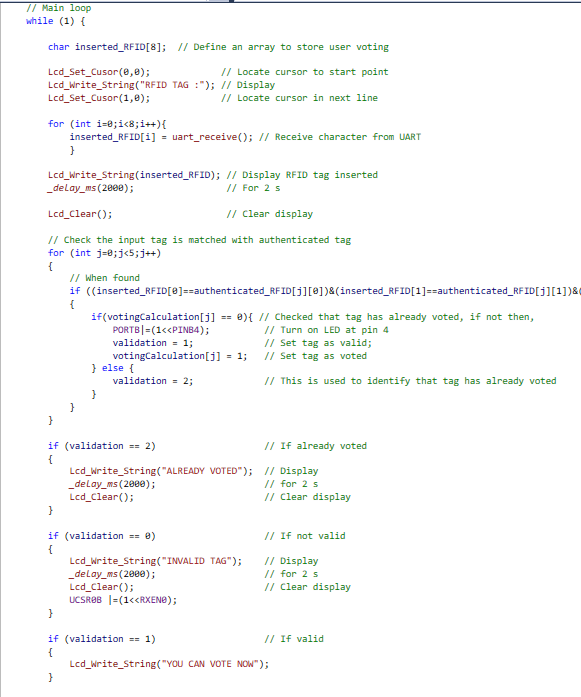 // Main loop
while (1) {
char inserted_RFID[8]; // Define an array to store user voting
Lcd_Set_Cusor(0,0); // Locate cursor to start point
Lcd_Write_String("RFID TAG :"); // Display
Lcd_Set_Cusor(1,0); // Locate cursor in next line
for (int i=0;i<8;i++){
inserted_RFID[i] = uart_receive(); // Receive character from UART
}
Lcd_Write_String(inserted_RFID); // Display RFID tag inserted
_delay_ms(2000); // For 2 s
Lcd_Clear(); // Clear display
// Check the input tag is matched with authenticated tag
for (int j=0;j<5;j++)
{
// When found
if ((inserted_RFID[0]==authenticated_RFID[j][0])&(inserted_RFID[1]==authenticated_RFID[j][1])&(
{
if(votingCalculation[j] == 0){ // Checked that tag has already voted, if not then,
PORTB|=(1<<PINB4); // Turn on LED at pin 4
validation = 1; // Set tag as valid;
votingCalculation[j] = 1; // Set tag as voted
} else {
validation = 2; // This is used to identify that tag has already voted
}
}
}
if (validation == 2) // If already voted
{
Lcd_Write_String("ALREADY VOTED"); // Display
_delay_ms(2000); // for 2 s
Lcd_Clear(); // Clear display
}
if (validation == 0) // If not valid
{
Lcd_Write_String("INVALID TAG"); // Display
_delay_ms(2000); // for 2 s
Lcd_Clear(); // Clear display
UCSR0B |=(1<<RXEN0);
}
if (validation == 1) // If valid
{
Lcd_Write_String("YOU CAN VOTE NOW");
}